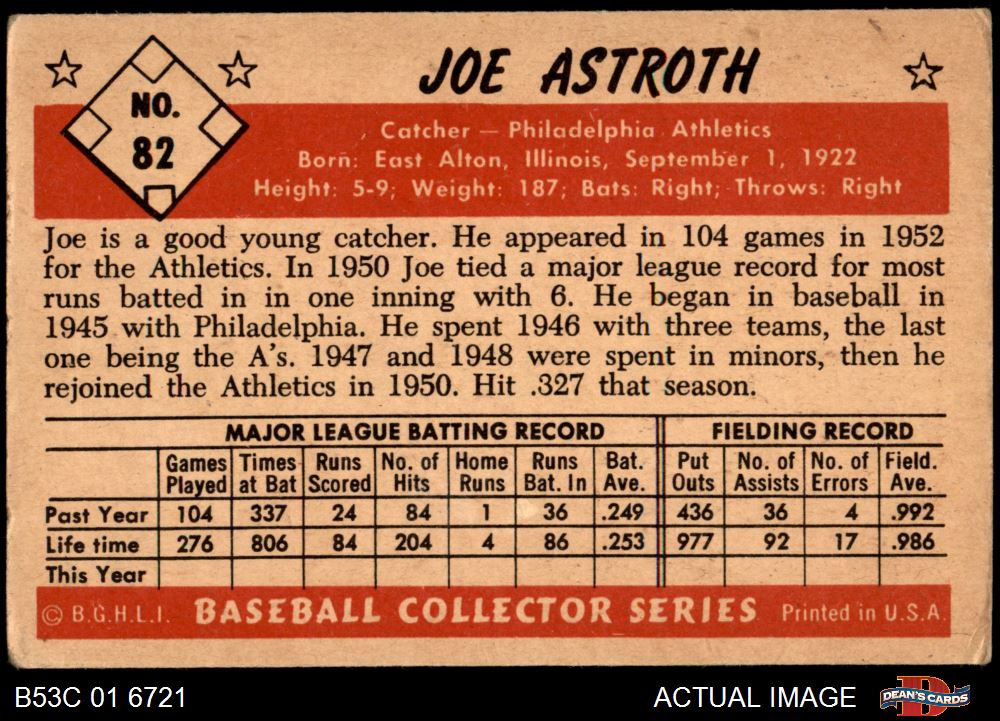 JOE ASTROTH
NO.
82
Catcher — Philadelphia Athletics
Born: East Alton, Illinois, September 1, 1922
Height: 5-9; Weight: 187; Bats: Right; Throws: Right
Joe is a good young catcher. He appeared in 104 games in 1952
for the Athletics. In 1950 Joe tied a major league record for most
runs batted in in one inning with 6. He began in baseball in
1945 with Philadelphia. He spent 1946 with three teams, the last
one being the A's. 1947 and 1948 were spent in minors, then he
rejoined the Athletics in 1950. Hit .327 that season.
MAJOR LEAGUE BATTING RECORD FIELDING RECORD
Games Times Runs No. of Home Runs Bat. Put No. of No. of Field.
Played at Bat Scored Hits Runs Bat. In Ave. Outs Assists Errors Ave.
Past Year 104 337 24 84 1 36 .249 436 36 4 .992
Life time 276 806 84 204 4 86 .253 977 92 17 .986
This Year
© B.G.H.L.I. BASEBALL COLLECTOR SERIES Printed in U.S.A.
B53C 01 6721 ACTUAL IMAGE DEAN'S CARDS